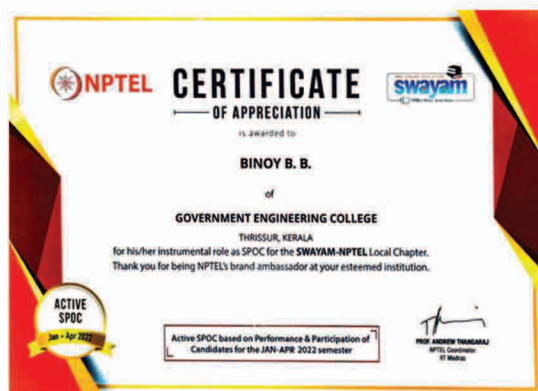 NPTEL
CERTIFICATE
swayam
OF APPRECIATION
is awarded to
BINOY B. B.
of
GOVERNMENT ENGINEERING COLLEGE
THRISSUR, KERALA
for his/her instrumental role as SPOC for the SWAYAM-NPTEL Local Chapter.
Thank you for being NPTEL's brand ambassador at your esteemed institution.
ACTIVE
SPOC
Jan - Apr 2022
Active SPOC based on Performance & Participation of
Candidates for the JAN-APR 2022 semester
PROF. ANDREW THANGARAJ
NPTEL Coordinator
IIT Madras